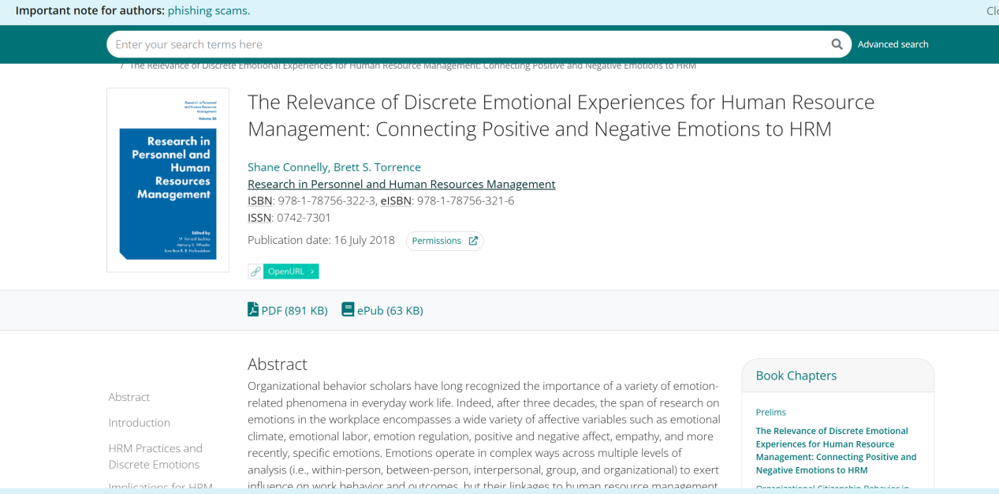 Important note for authors: phishing scams.
Clo
Enter your search terms here
Advanced search
/ The Relevance of Discrete Emotional Experiences for Human Resource Management: Connecting Positive and Negative Emotions to HRM
Research in Personnel
and Human Resources
Management
Volume 36
Research in
Personnel and
Human
Resources
Management
Edited by
The Relevance of Discrete Emotional Experiences for Human Resource
Management: Connecting Positive and Negative Emotions to HRM
Shane Connelly, Brett S. Torrence
Research in Personnel and Human Resources Management
ISBN: 978-1-78756-322-3, eISBN: 978-1-78756-321-6
ISSN: 0742-7301
Publication date: 16 July 2018 Permissions
OpenURL >
PDF (891 KB) ePub (63 KB)
Abstract
Introduction
HRM Practices and
Discrete Emotions
Implications for HRM
Abstract
Organizational behavior scholars have long recognized the importance of a variety of emotion-
related phenomena in everyday work life. Indeed, after three decades, the span of research on
emotions in the workplace encompasses a wide variety of affective variables such as emotional
climate, emotional labor, emotion regulation, positive and negative affect, empathy, and more
recently, specific emotions. Emotions operate in complex ways across multiple levels of
analysis (i.e., within-person, between-person, interpersonal, group, and organizational) to exert
influence on work behavior and outcomes, but their linkages to human resource management
Book Chapters
Prelims
The Relevance of Discrete Emotional
Experiences for Human Resource
Management: Connecting Positive and
Negative Emotions to HRM
Organizational Citizenship Behavior in